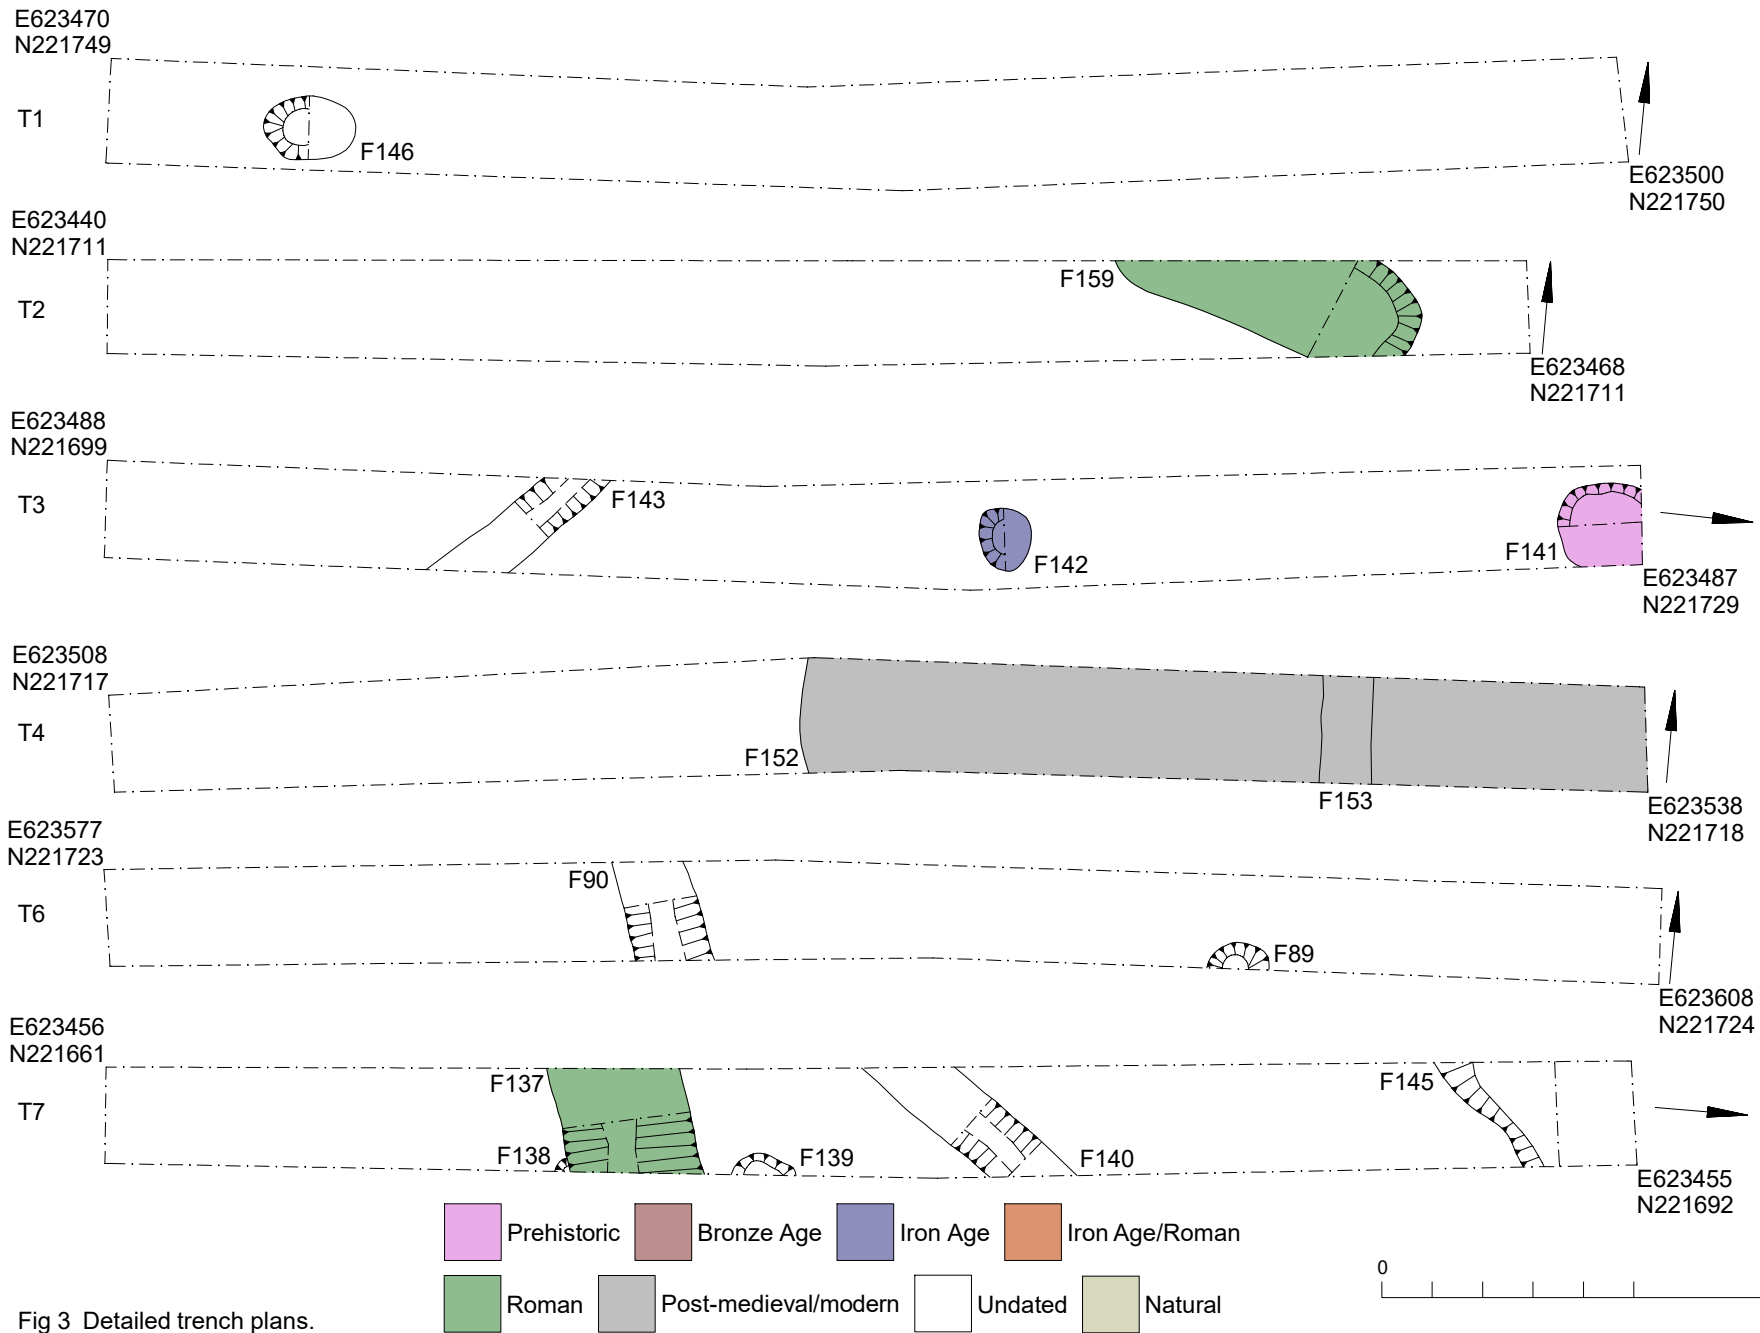 E623470
N221749
T1
F146
E623500
N221750
E623440
N221711
T2
F159
E623468
N221711
E623488
N221699
T3
F143
F142
F141
E623487
N221729
E623508
N221717
T4
F152
F153
E623538
N221718
E623577
N221723
T6
F90
F89
E623608
N221724
E623456
N221661
T7
F137
F138
F139
F140
F145
E623455
N221692
Prehistoric Bronze Age Iron Age Iron Age/Roman
Roman Post-medieval/modern Undated Natural
0
Fig 3 Detailed trench plans.